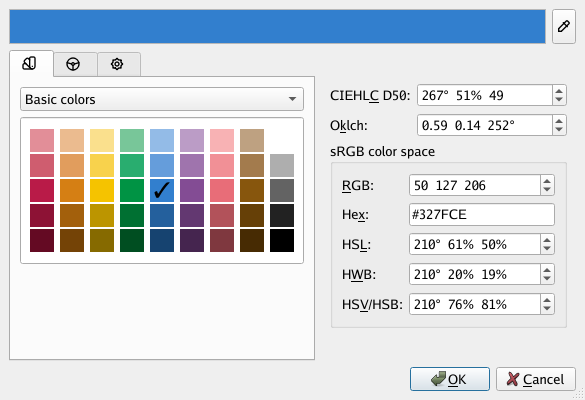 Basic colors
CIEHLC D50: 267° 51% 49
Oklch: 0.59 0.14 252°
sRGB color space
RGB: 50 127 206
Hex: #327FCE
HSL: 210° 61% 50%
HWB: 210° 20% 19%
HSV/HSB: 210° 76% 81%
OK Cancel